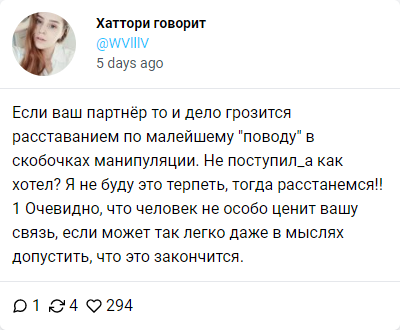 Хаттори говорит
@WVlllV
5 days ago
Если ваш партнёр то и дело грозится
расставанием по малейшему "поводу" в
скобочках манипуляции. Не поступил_а как
хотел? Я не буду это терпеть, тогда расстанемся!!
1 Очевидно, что человек не особо ценит вашу
связь, если может так легко даже в мыслях
допустить, что это закончится.
1 4 294